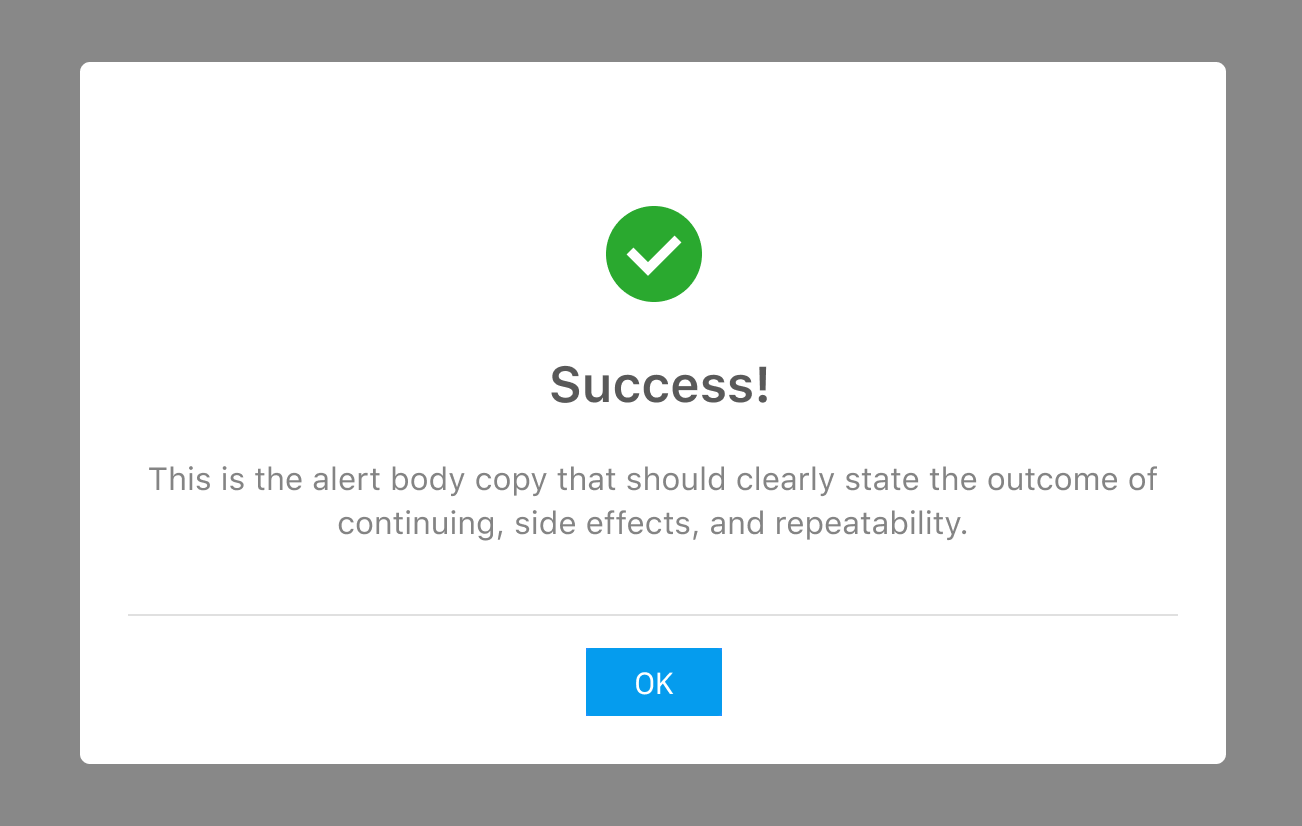 Success!
This is the alert body copy that should clearly state the outcome of
continuing, side effects, and repeatability.
OK